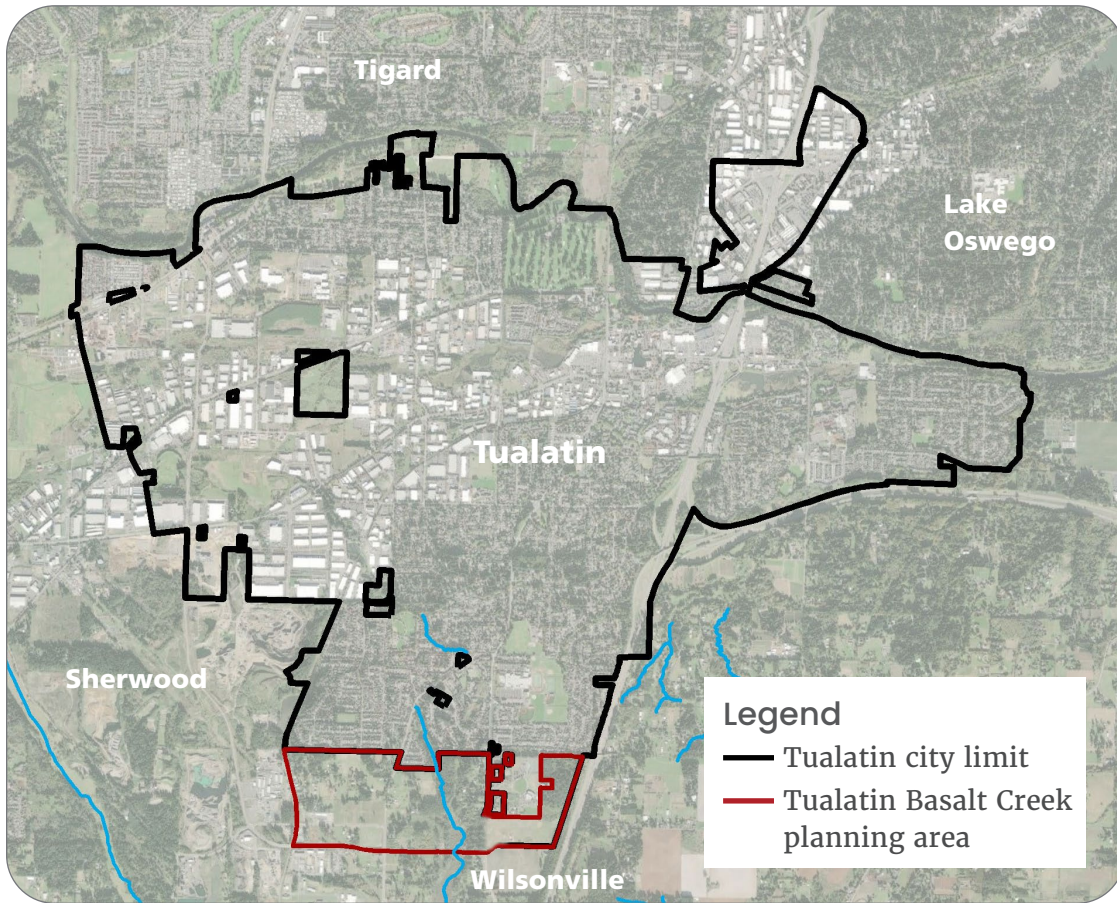 Tigard
Lake
Oswego
Tualatin
Sherwood
Legend
Tualatin city limit
Tualatin Basalt Creek
planning area
Wilsonville